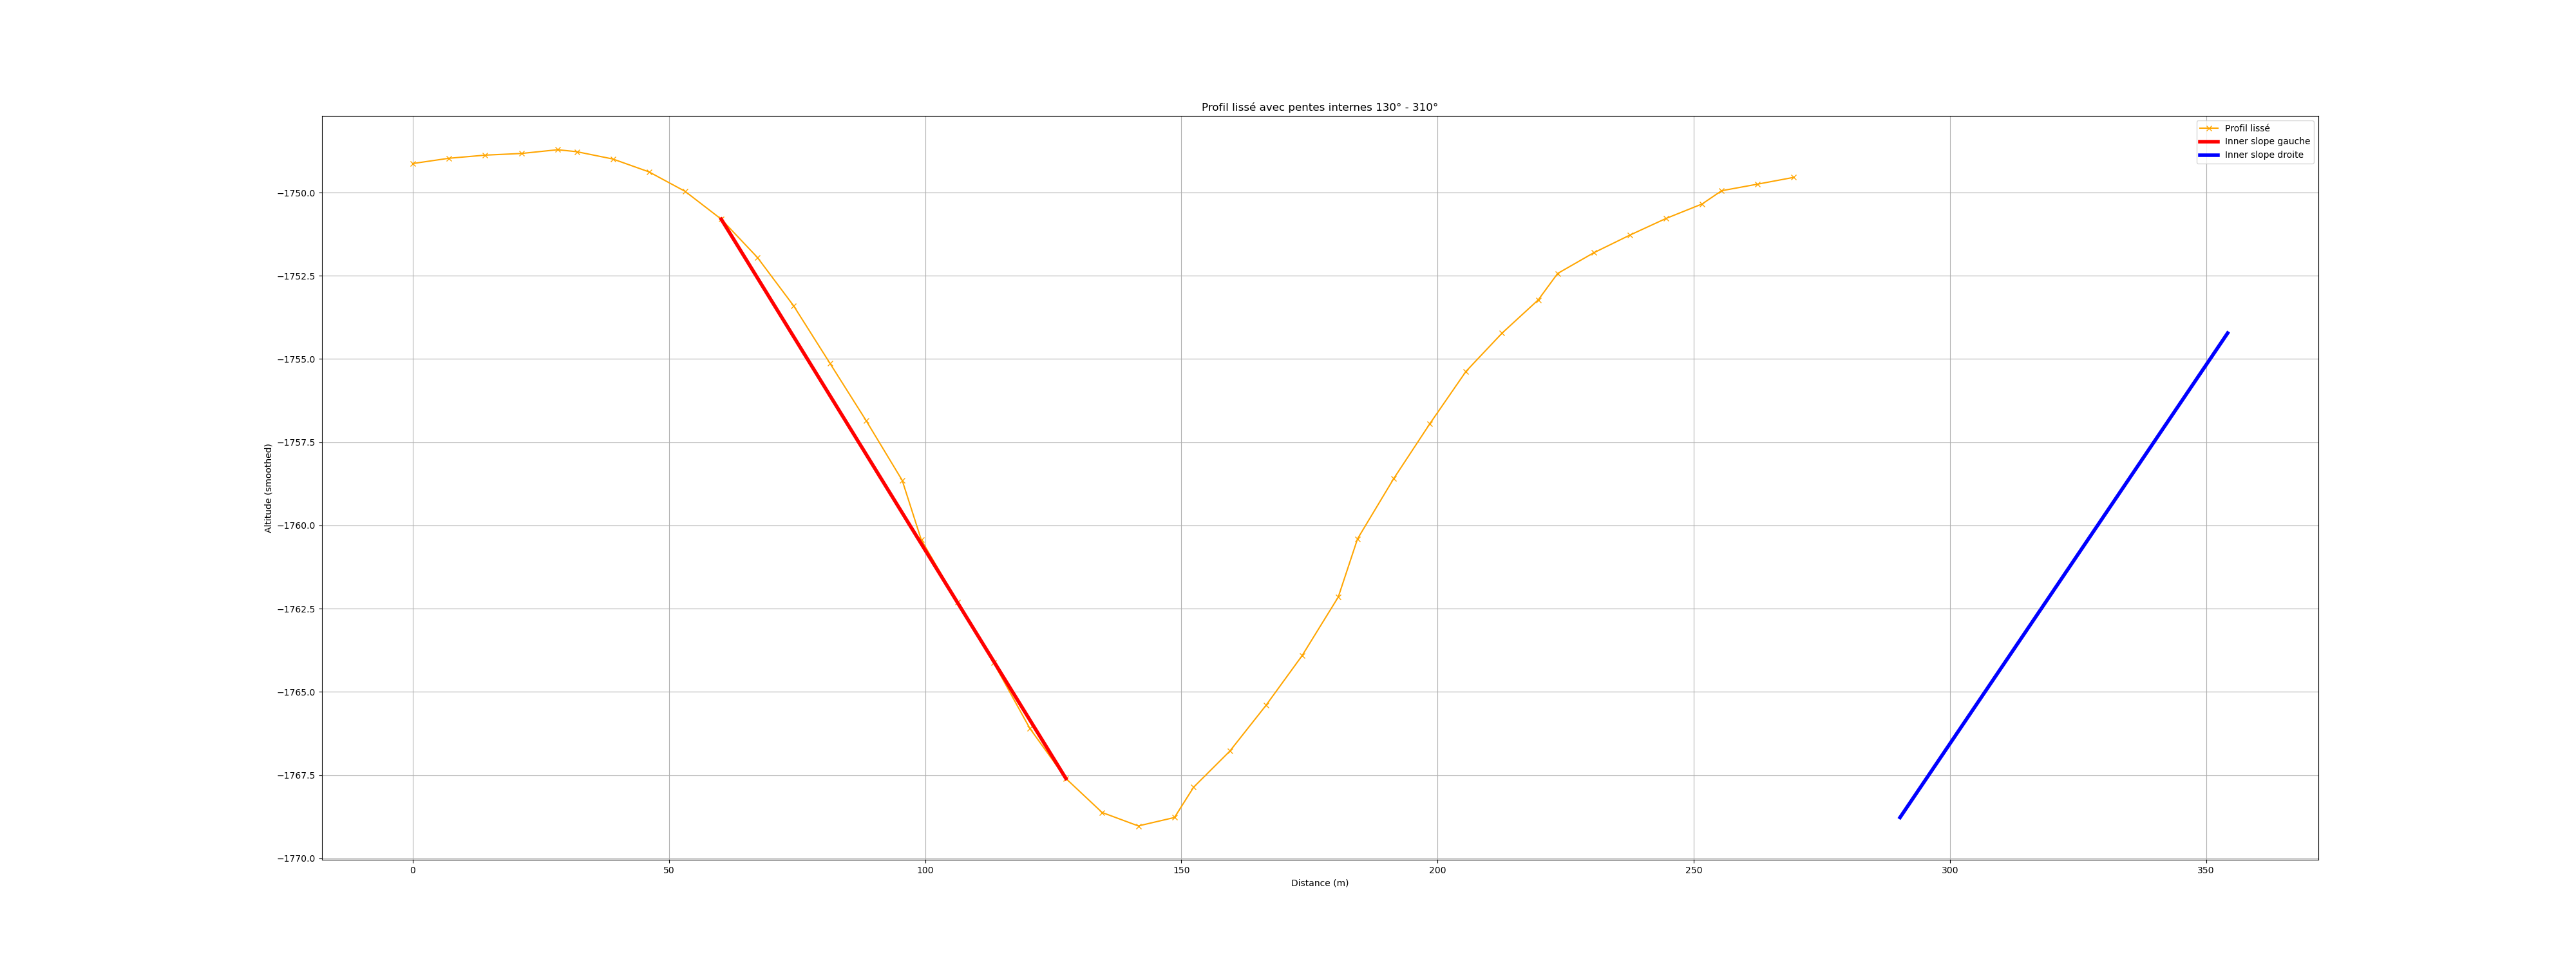 Profil lissé avec pentes internes 130° - 310°
Profil lissé
Inner slope gauche
Inner slope droite
Altitude (smoothed)
−1750.0
−1752.5
−1755.0
−1757.5
−1760.0
−1762.5
−1765.0
−1767.5
−1770.0
0 50 100 150 200 250 300 350
Distance (m)